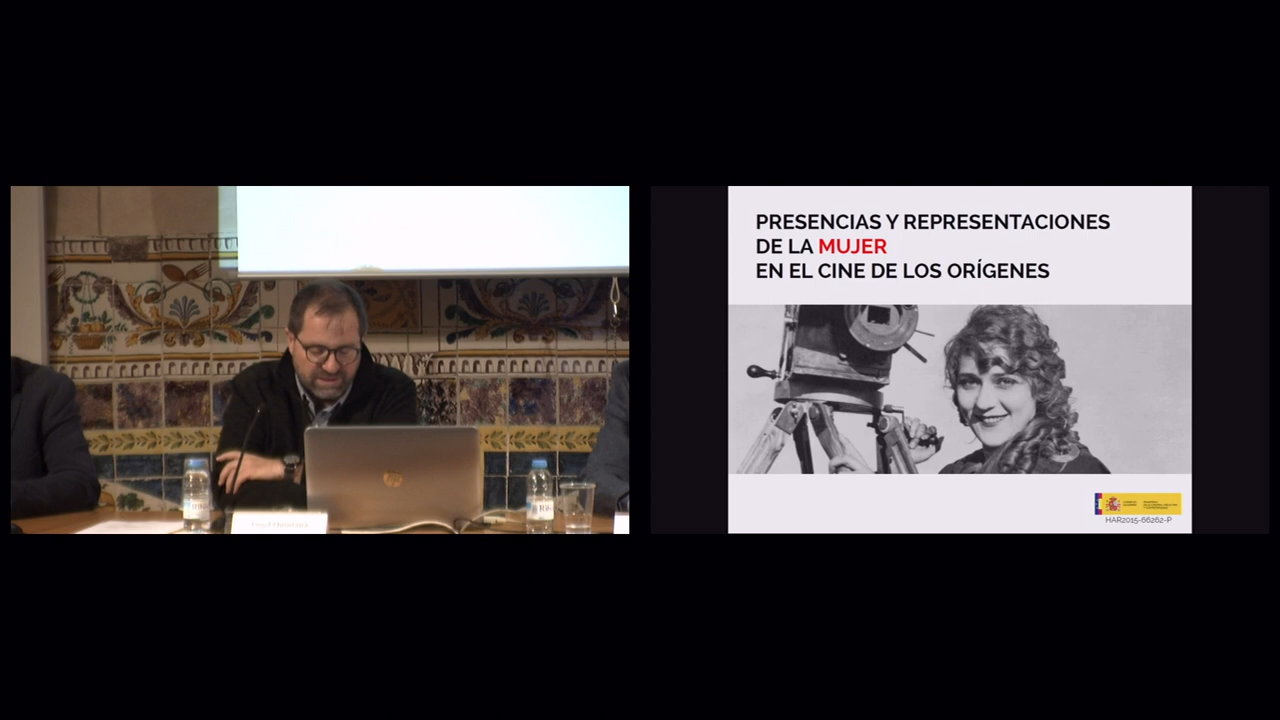 PRESENCIAS Y REPRESENTACIONES
DE LA MUJER
EN EL CINE DE LOS ORÍGENES
HAR2015-66262-P